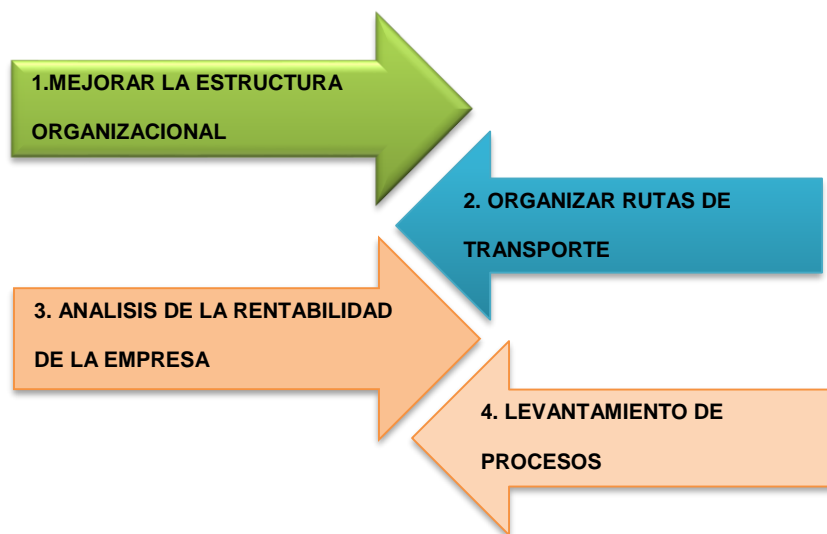 1.MEJORAR LA ESTRUCTURA
ORGANIZACIONAL
2. ORGANIZAR RUTAS DE
TRANSPORTE
3. ANALISIS DE LA RENTABILIDAD
DE LA EMPRESA
4. LEVANTAMIENTO DE
PROCESOS